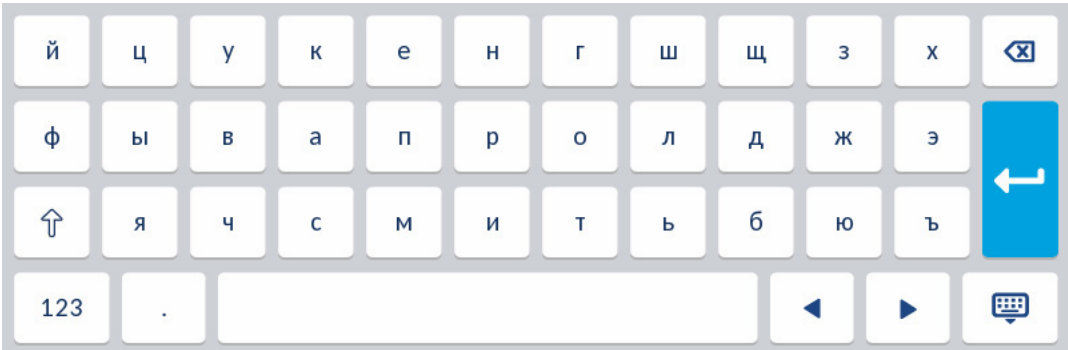 й ц у к е н г ш щ з х
ф ы в а п р о л д ж э
я ч с м и т ь б ю ъ
123 .